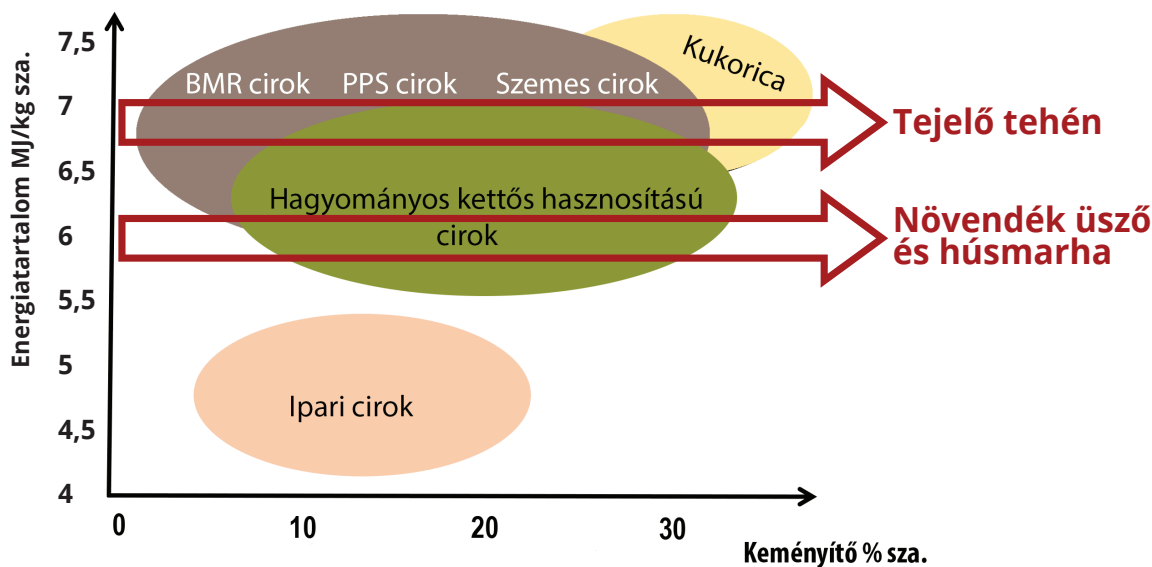 Energiatartalom MJ/kg sza.
7,5
7
6,5
6
5,5
5
4,5
4
0
10
20
30
Keményítő % sza.
BMR cirok
PPS cirok
Szemes cirok
Kukorica
Hagyományos kettős hasznosítású
cirok
Ipari cirok
Tejelő tehén
Növendék üsző
és húsmarha